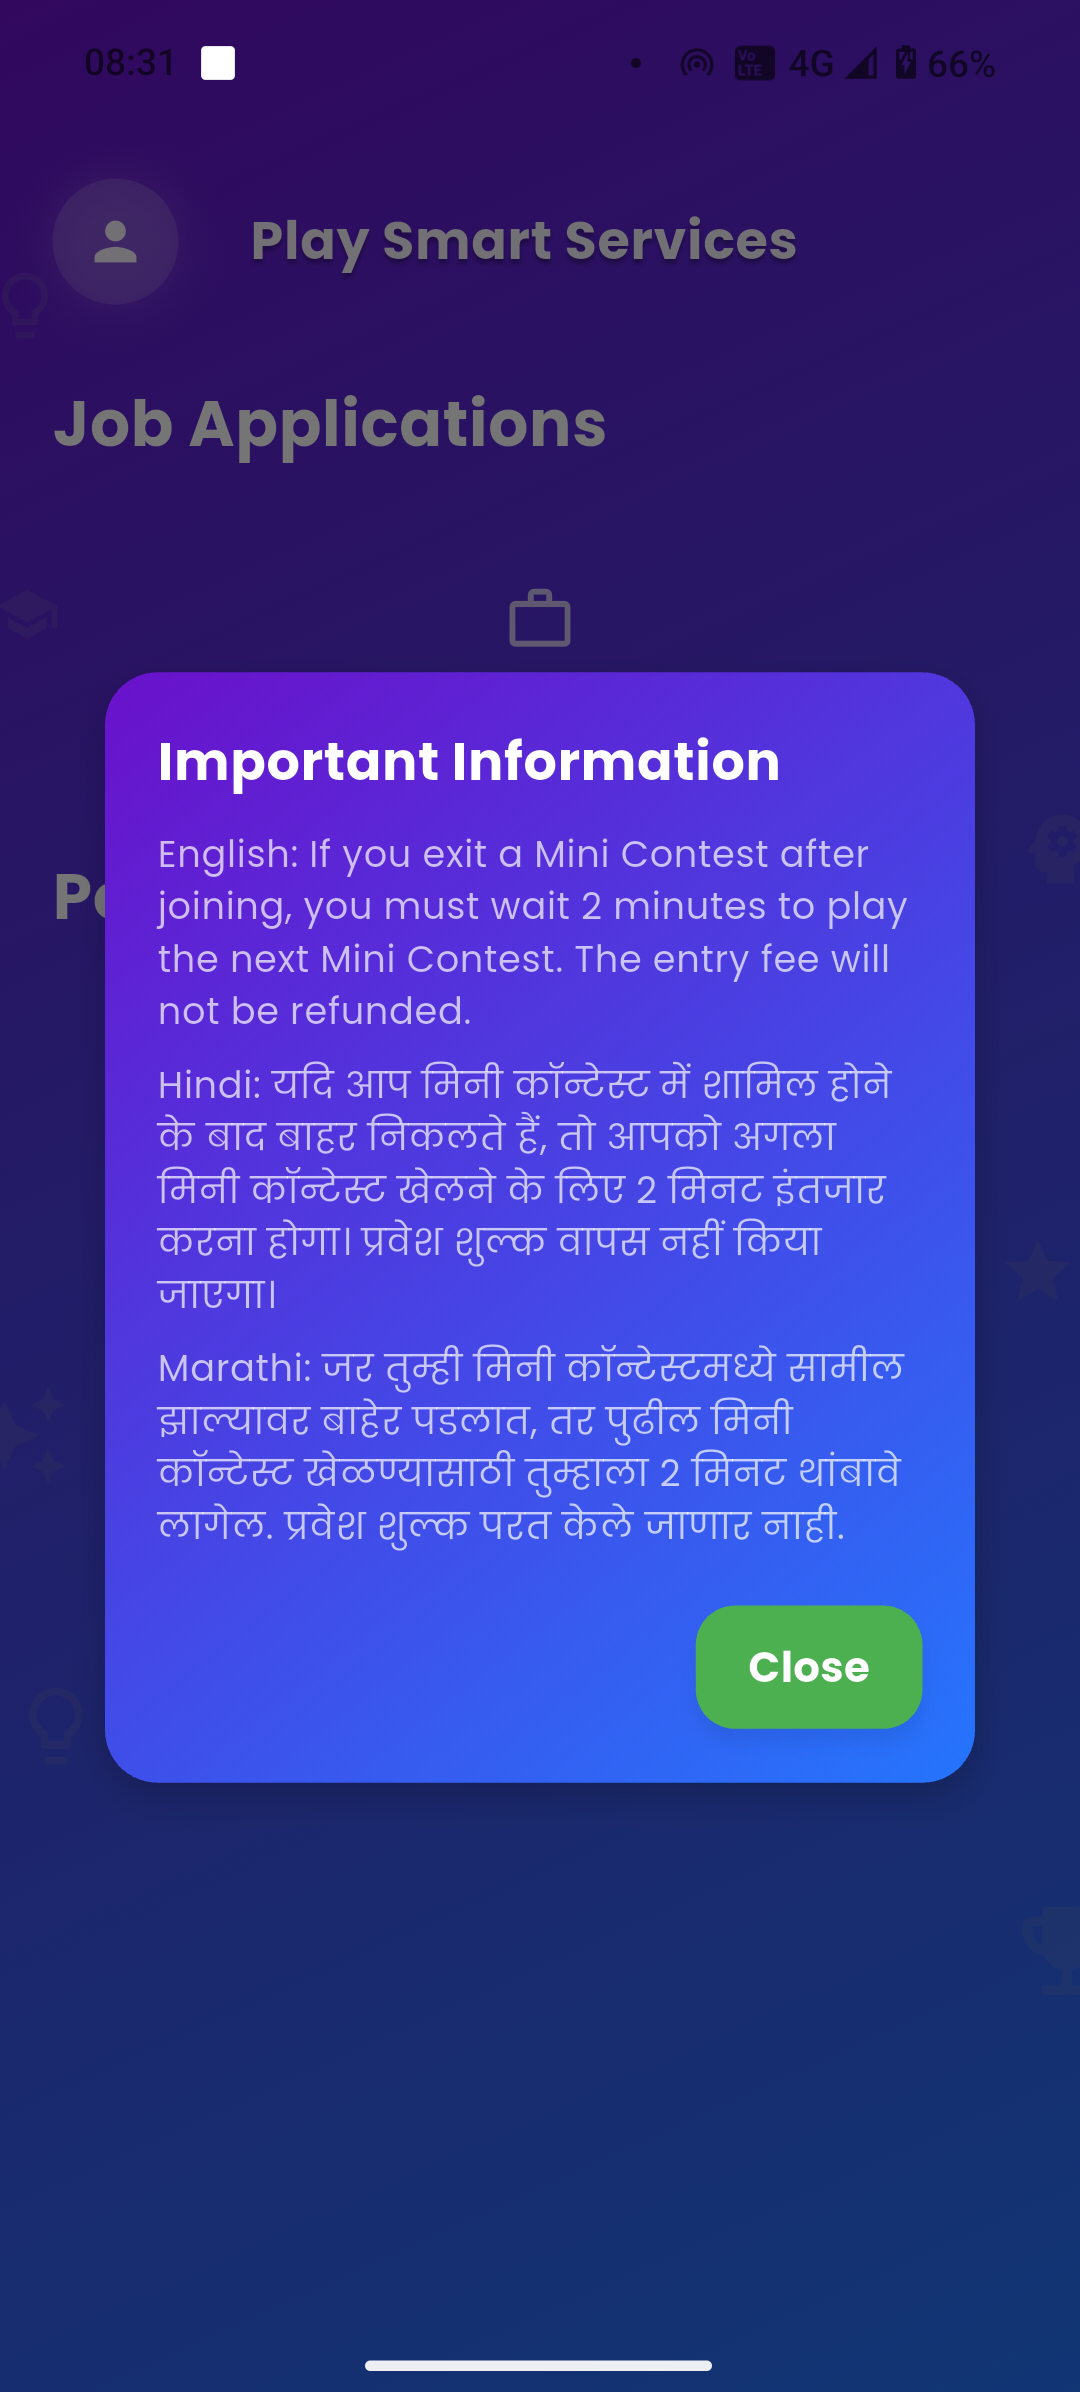 08:31
Vo
LTE
4G
66%
Play Smart Services
Job Applications
Important Information
English: If you exit a Mini Contest after
joining, you must wait 2 minutes to play
the next Mini Contest. The entry fee will
not be refunded.
Hindi: यदि आप मिनी कॉन्टेस्ट में शामिल होने
के बाद बाहर निकलते हैं, तो आपको अगला
मिनी कॉन्टेस्ट खेलने के लिए 2 मिनट इंतजार
करना होगा। प्रवेश शुल्क वापस नहीं किया
जाएगा।
Marathi: जर तुम्ही मिनी कॉन्टेस्टमध्ये सामील
झाल्यावर बाहेर पडलात, तर पुढील मिनी
कॉन्टेस्ट खेळण्यासाठी तुम्हाला 2 मिनट थांबावे
लागेल. प्रवेश शुल्क परत केले जाणार नाही.
Close